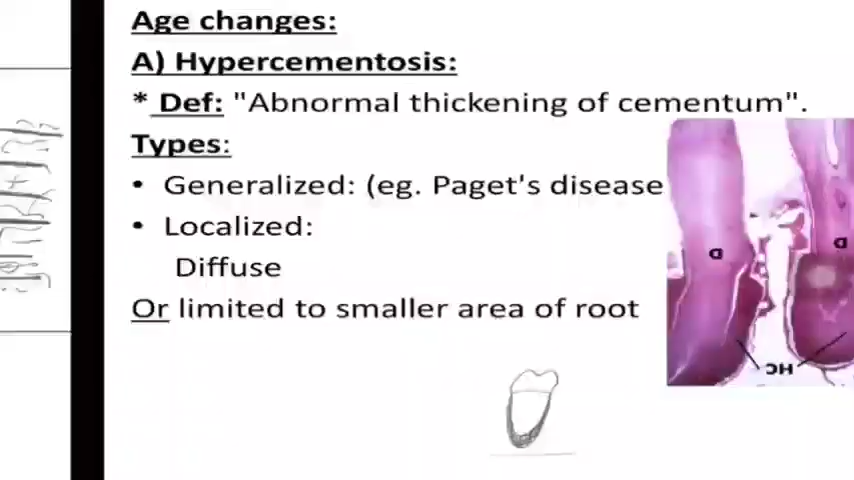 Age changes:
A) Hypercementosis:
* Def: "Abnormal thickening of cementum".
Types:
• Generalized: (eg. Paget's disease
• Localized:
Diffuse
Or limited to smaller area of root
D
D
HC